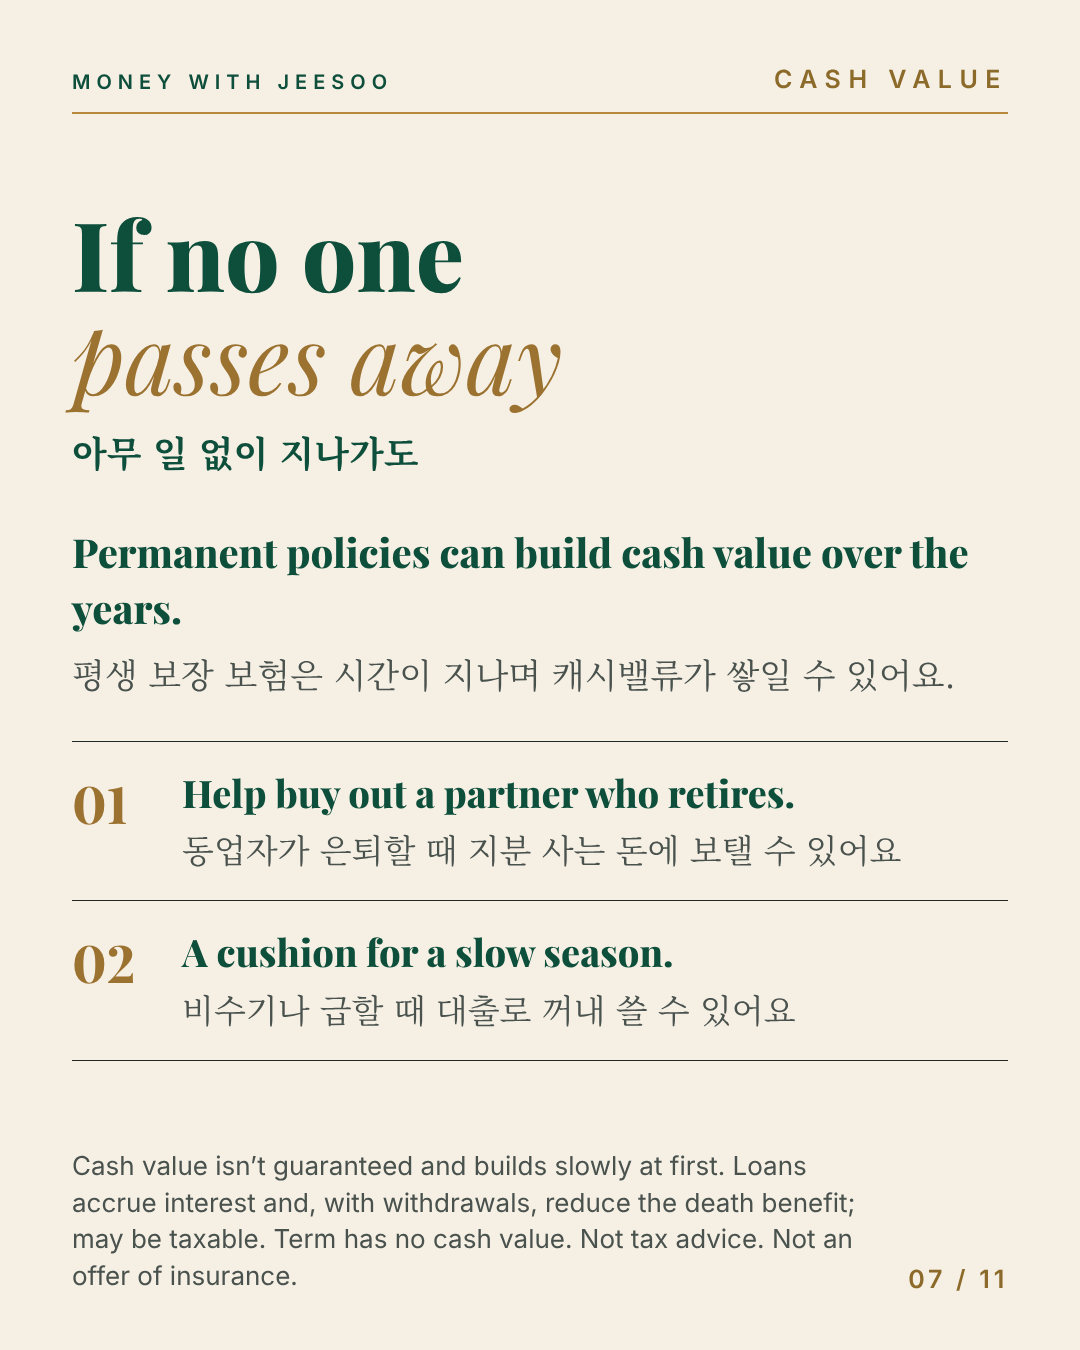 MONEY WITH JEESOO
CASH VALUE
If no one
passes away
아무 일 없이 지나가도
Permanent policies can build cash value over the
years.
평생 보장 보험은 시간이 지나며 캐시밸류가 쌓일 수 있어요.
01
Help buy out a partner who retires.
동업자가 은퇴할 때 지분 사는 돈에 보탤 수 있어요
02
A cushion for a slow season.
비수기나 급할 때 대출로 꺼내 쓸 수 있어요
Cash value isn’t guaranteed and builds slowly at first. Loans
accrue interest and, with withdrawals, reduce the death benefit;
may be taxable. Term has no cash value. Not tax advice. Not an
offer of insurance.
07 / 11